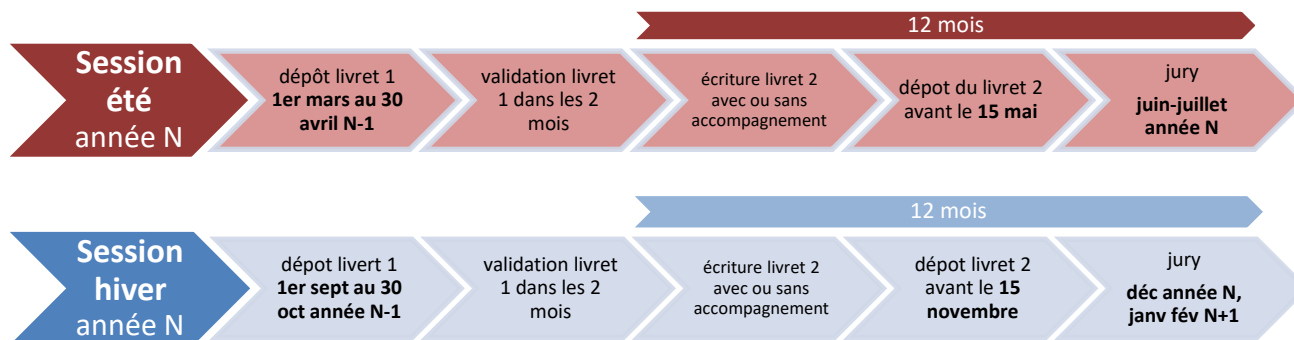 12 mois
Session
été
année N
dépôt livret 1
1er mars au 30
avril N-1
validation livret
1 dans les 2
mois
écriture livret 2
avec ou sans
accompagnement
dépot du livret 2
avant le 15 mai
jury
juin-juillet
année N
12 mois
Session
hiver
année N
dépot livert 1
1er sept au 30
oct année N-1
validation livret
1 dans les 2
mois
écriture livret 2
avec ou sans
accompagnement
dépot livret 2
avant le 15
novembre
jury
déc année N,
janv fév N+1